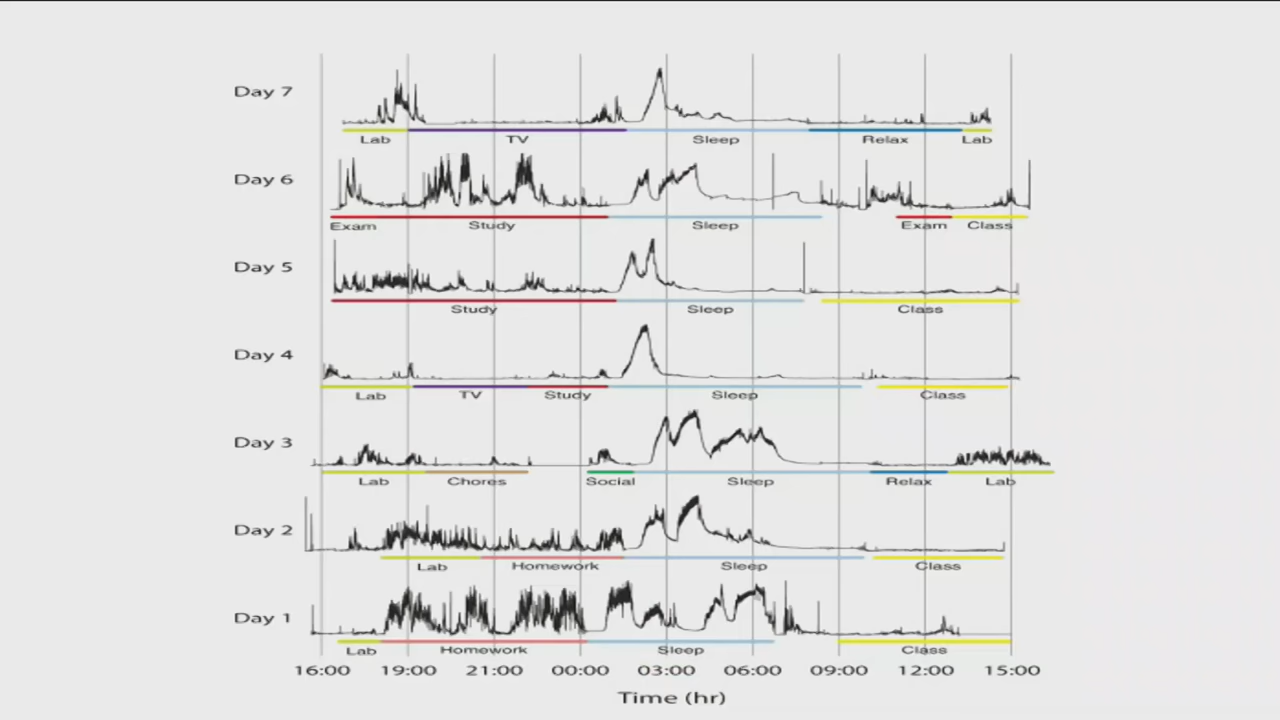 Day 7
Lab TV Sleep Relax Lab
Day 6
Exam Study Sleep Exam Class
Day 5
Study Sleep Class
Day 4
Lab TV Study Sleep Class
Day 3
Lab Chores Social Sleep Relax Lab
Day 2
Lab Homework Sleep Class
Day 1
Lab Homework Sleep Class
16:00 19:00 21:00 00:00 03:00 06:00 09:00 12:00 15:00
Time (hr)